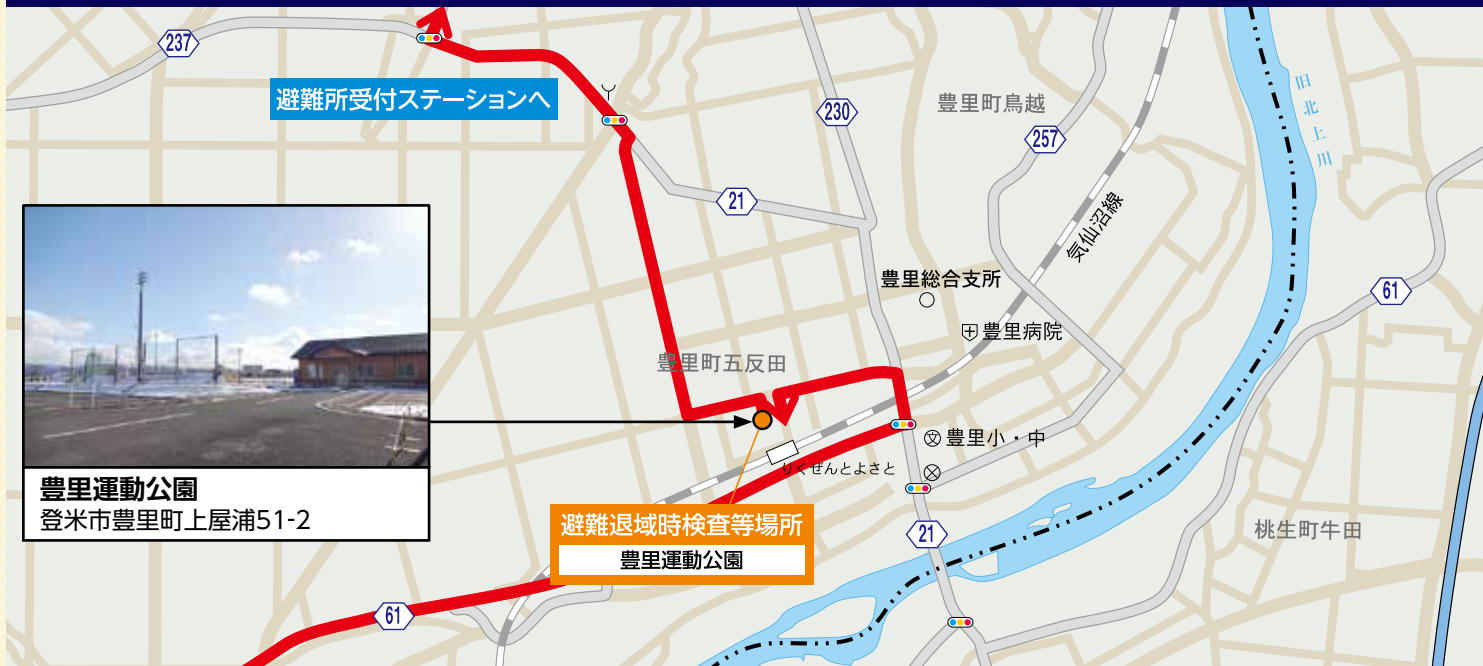 237
避難所受付ステーションへ
230
豊里町鳥越
257
旧北上川
21
気仙沼線
豊里総合支所
61
豊里病院
豊里町五反田
文
豊里小・中
りくぜんとよさと
豊里運動公園
登米市豊里町上屋浦51-2
避難退域時検査等場所
豊里運動公園
21
桃生町牛田
61